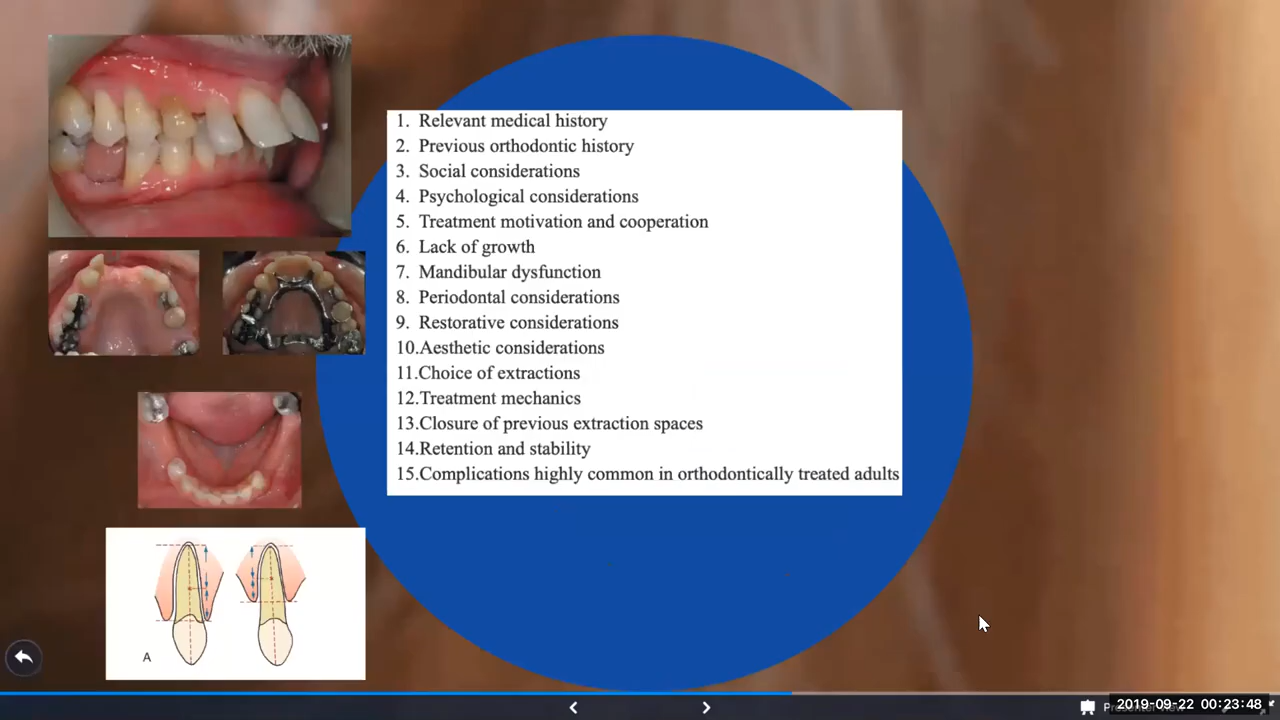 1. Relevant medical history
2. Previous orthodontic history
3. Social considerations
4. Psychological considerations
5. Treatment motivation and cooperation
6. Lack of growth
7. Mandibular dysfunction
8. Periodontal considerations
9. Restorative considerations
10.Aesthetic considerations
11.Choice of extractions
12.Treatment mechanics
13.Closure of previous extraction spaces
14.Retention and stability
15.Complications highly common in orthodontically treated adults
A
2019-09-22 00:23:48